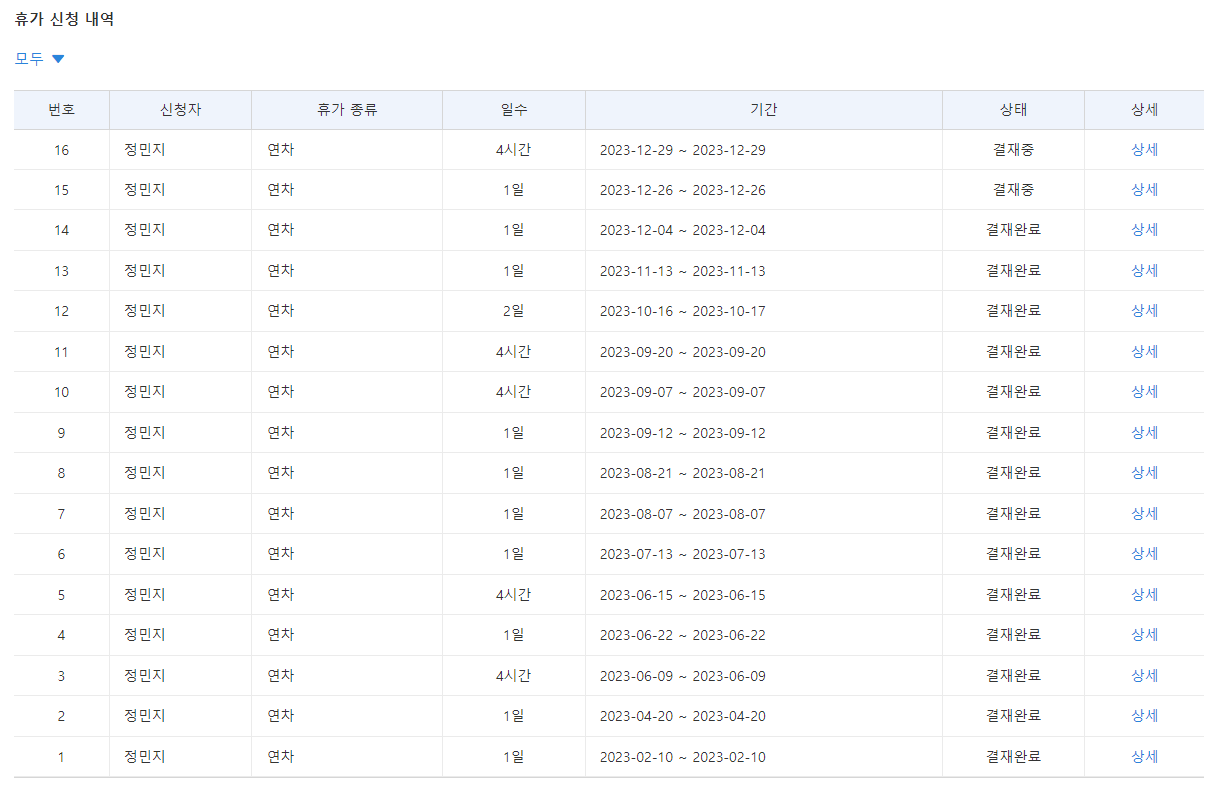 휴가 신청 내역
모두 ▼
번호 신청자 휴가 종류 일수 기간 상태 상세
16 정민지 연차 4시간 2023-12-29 ~ 2023-12-29 결재중 상세
15 정민지 연차 1일 2023-12-26 ~ 2023-12-26 결재중 상세
14 정민지 연차 1일 2023-12-04 ~ 2023-12-04 결재완료 상세
13 정민지 연차 1일 2023-11-13 ~ 2023-11-13 결재완료 상세
12 정민지 연차 2일 2023-10-16 ~ 2023-10-17 결재완료 상세
11 정민지 연차 4시간 2023-09-20 ~ 2023-09-20 결재완료 상세
10 정민지 연차 4시간 2023-09-07 ~ 2023-09-07 결재완료 상세
9 정민지 연차 1일 2023-09-12 ~ 2023-09-12 결재완료 상세
8 정민지 연차 1일 2023-08-21 ~ 2023-08-21 결재완료 상세
7 정민지 연차 1일 2023-08-07 ~ 2023-08-07 결재완료 상세
6 정민지 연차 1일 2023-07-13 ~ 2023-07-13 결재완료 상세
5 정민지 연차 4시간 2023-06-15 ~ 2023-06-15 결재완료 상세
4 정민지 연차 1일 2023-06-22 ~ 2023-06-22 결재완료 상세
3 정민지 연차 4시간 2023-06-09 ~ 2023-06-09 결재완료 상세
2 정민지 연차 1일 2023-04-20 ~ 2023-04-20 결재완료 상세
1 정민지 연차 1일 2023-02-10 ~ 2023-02-10 결재완료 상세